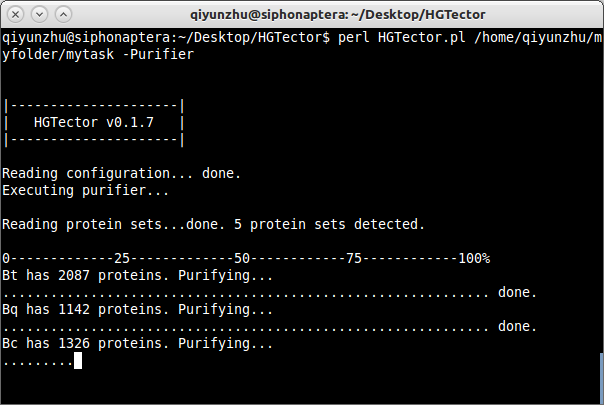 qiyunzhu@siphonaptera: ~/Desktop/HGTector
qiyunzhu@siphonaptera:~/Desktop/HGTector$ perl HGTector.pl /home/qiyunzhu/m
yfolder/mytask -Purifier
|---------------------|
|   HGTector v0.1.7   |
|---------------------|
Reading configuration... done.
Executing purifier...
Reading protein sets...done. 5 protein sets detected.
0-------------25-------------50------------75------------100%
Bt has 2087 proteins. Purifying...
............................................................. done.
Bq has 1142 proteins. Purifying...
............................................................. done.
Bc has 1326 proteins. Purifying...
.........